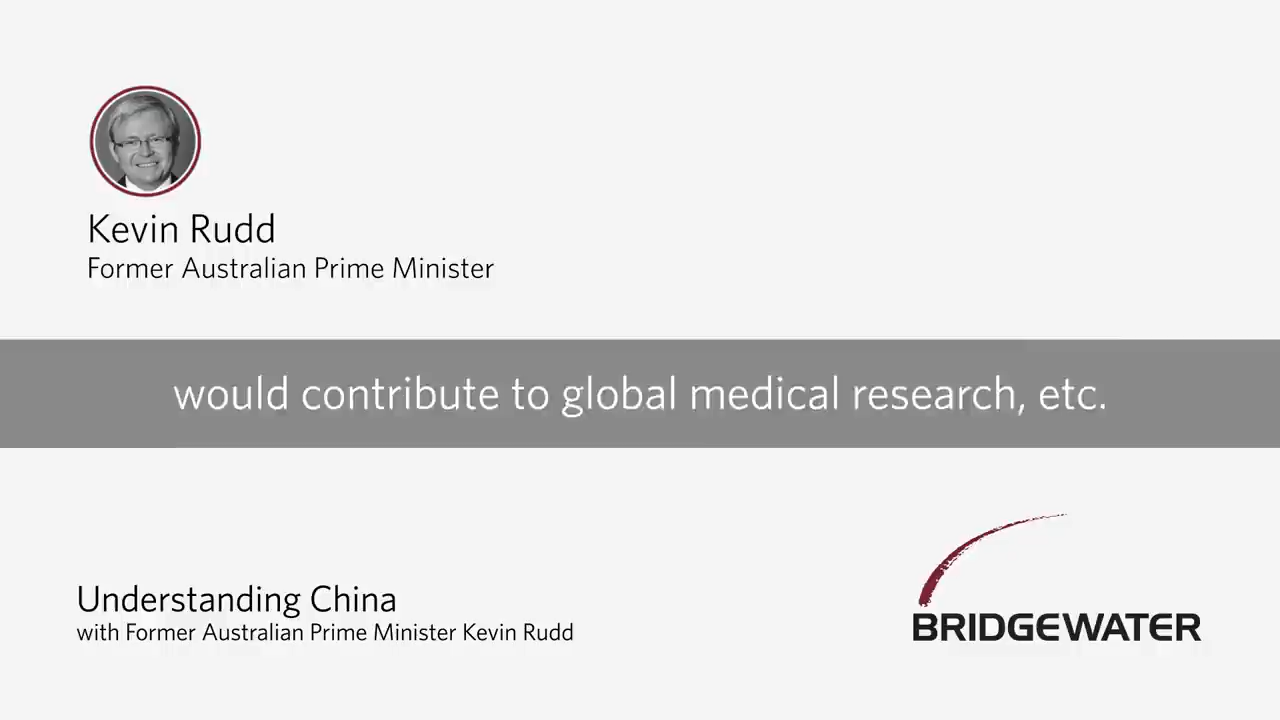 Kevin Rudd
Former Australian Prime Minister
would contribute to global medical research, etc.
Understanding China
with Former Australian Prime Minister Kevin Rudd
BRIDGEWATER